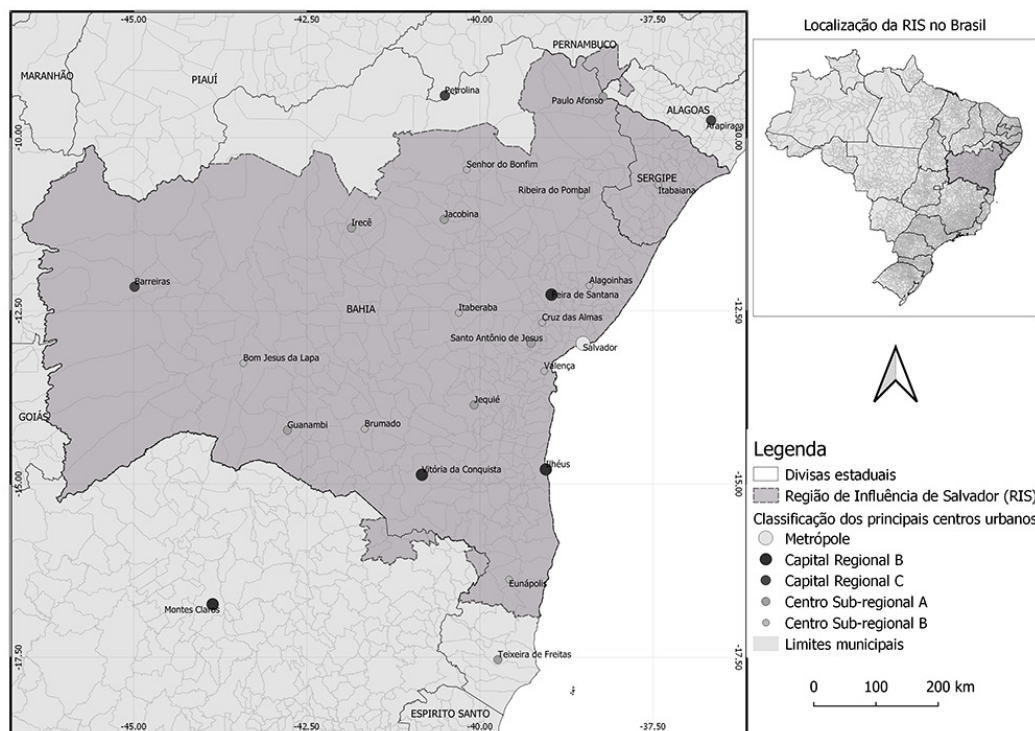 -45.00
-42.50
-40.00
-37.50
PERNAMBUCO
MARANHÃO
PIAUÍ
Petrolina
Paulo Afonso
ALAGOAS
Arapiraca
-10.00
-10.00
Senhor do Bonfim
Ribeira do Pombal
SERGIPE
Itabaiana
Jacobina
Irecê
Barreiras
Alagoinhas
Feira de Santana
BAHIA
Itaberaba
-12.50
-12.50
Cruz das Almas
Santo Antônio de Jesus
Salvador
Bom Jesus da Lapa
Valença
Jequié
GOIÁS
Guanambi
Brumado
Vitória da Conquista
Ilhéus
-15.00
-15.00
Eunápolis
Montes Claros
Teixeira de Freitas
-17.50
-17.50
ESPIRITO SANTO
-45.00
-42.50
-40.00
-37.50
Localização da RIS no Brasil
Legenda
Divisas estaduais
Região de Influência de Salvador (RIS)
Classificação dos principais centros urbanos
Metrópole
Capital Regional B
Capital Regional C
Centro Sub-regional A
Centro Sub-regional B
Limites municipais
0 100 200 km